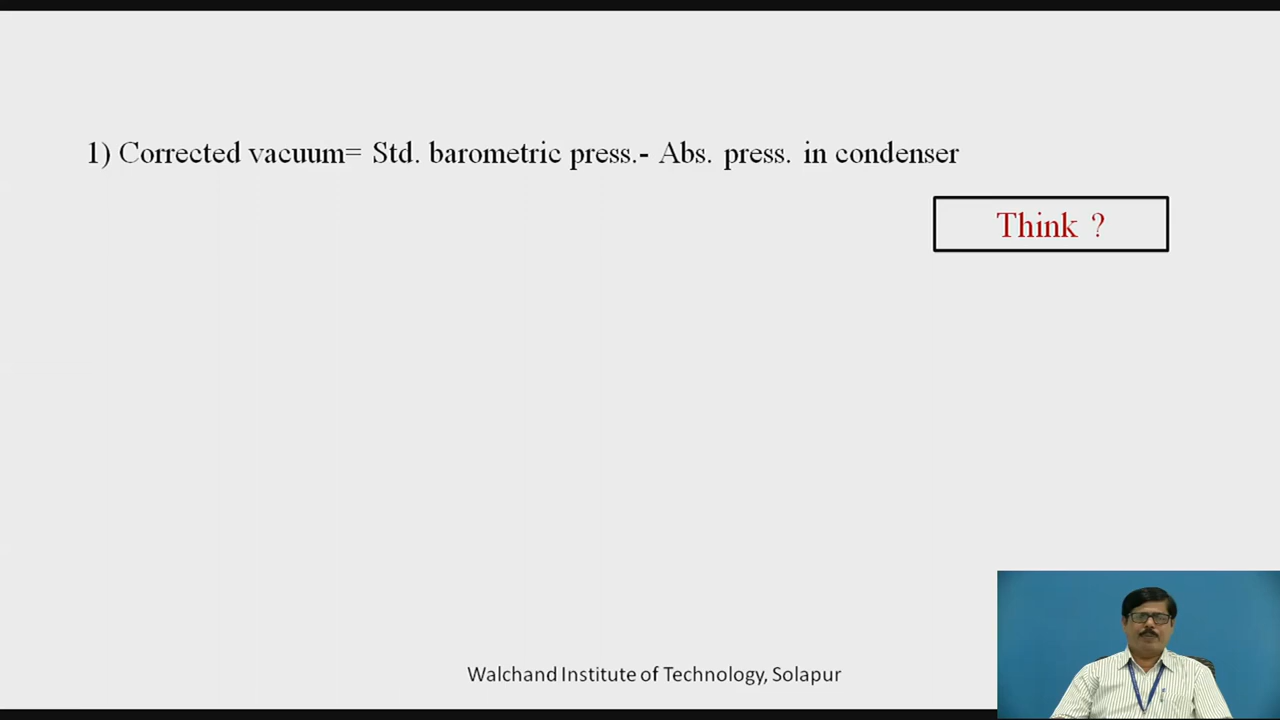 1) Corrected vacuum= Std. barometric press.- Abs. press. in condenser
Think ?
Walchand Institute of Technology, Solapur